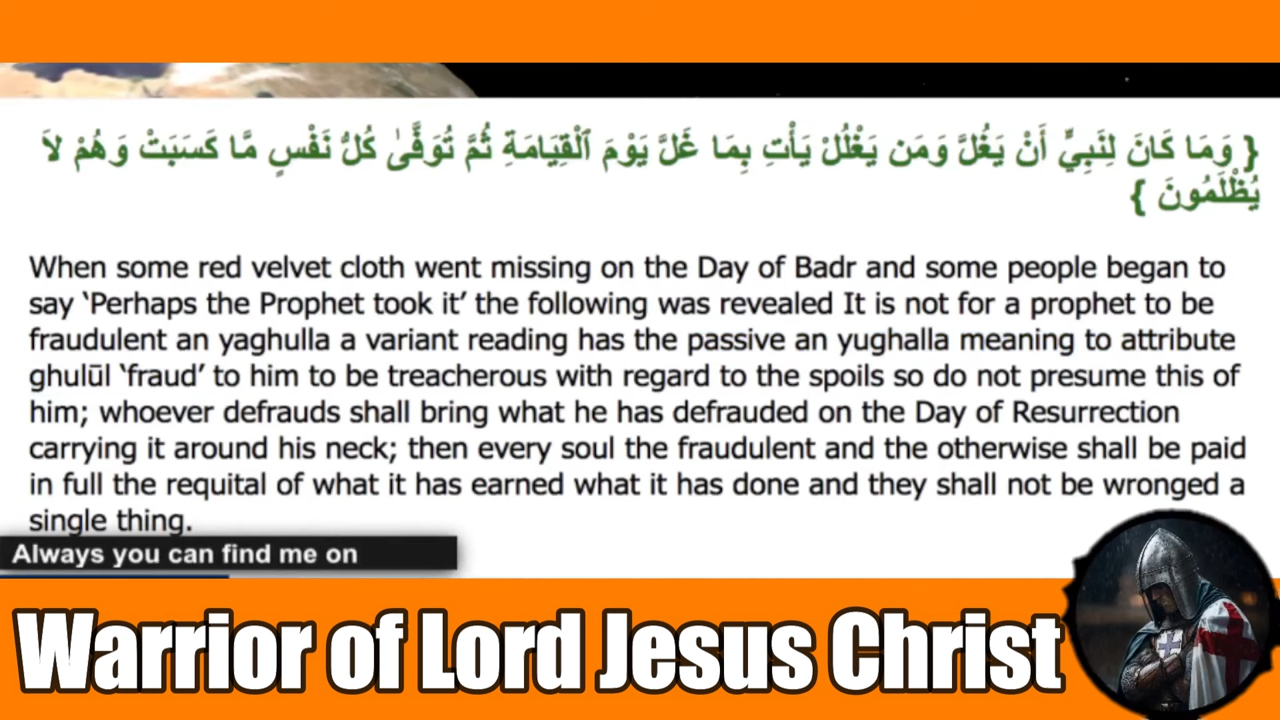 { وَمَا كَانَ لِنَبِيٍّ أَنْ يَغُلَّ وَمَن يَغْلُلْ يَأْتِ بِمَا غَلَّ يَوْمَ ٱلْقِيَامَةِ ثُمَّ تُوَفَّىٰ كُلُّ نَفْسٍ مَّا كَسَبَتْ وَهُمْ لاَ
يُظْلَمُونَ }
When some red velvet cloth went missing on the Day of Badr and some people began to
say ‘Perhaps the Prophet took it’ the following was revealed It is not for a prophet to be
fraudulent an yaghulla a variant reading has the passive an yughalla meaning to attribute
ghulūl ‘fraud’ to him to be treacherous with regard to the spoils so do not presume this of
him; whoever defrauds shall bring what he has defrauded on the Day of Resurrection
carrying it around his neck; then every soul the fraudulent and the otherwise shall be paid
in full the requital of what it has earned what it has done and they shall not be wronged a
single thing.
Always you can find me on
Warrior of Lord Jesus Christ